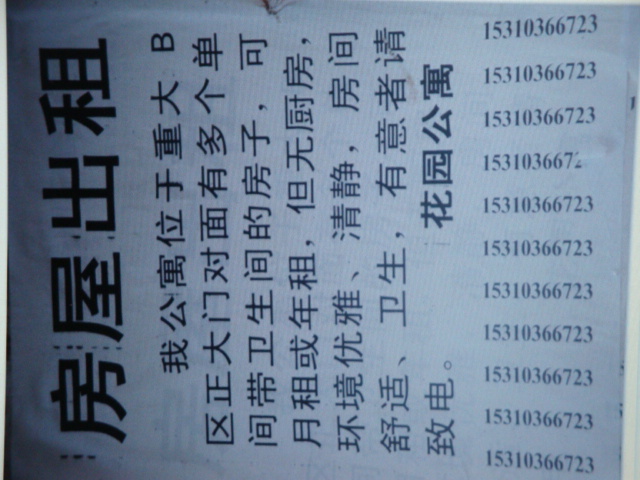 房屋出租
我公寓位于重大 B
区正大门对面有多个单
间带卫生间的房子，可
月租或年租，但无厨房，
环境优雅、清静，房间
舒适、卫生，有意者请
致电。 花园公寓
15310366723
15310366723
15310366723
15310366723
15310366723
15310366723
15310366723
1531036672
15310366723
15310366723
15310366723